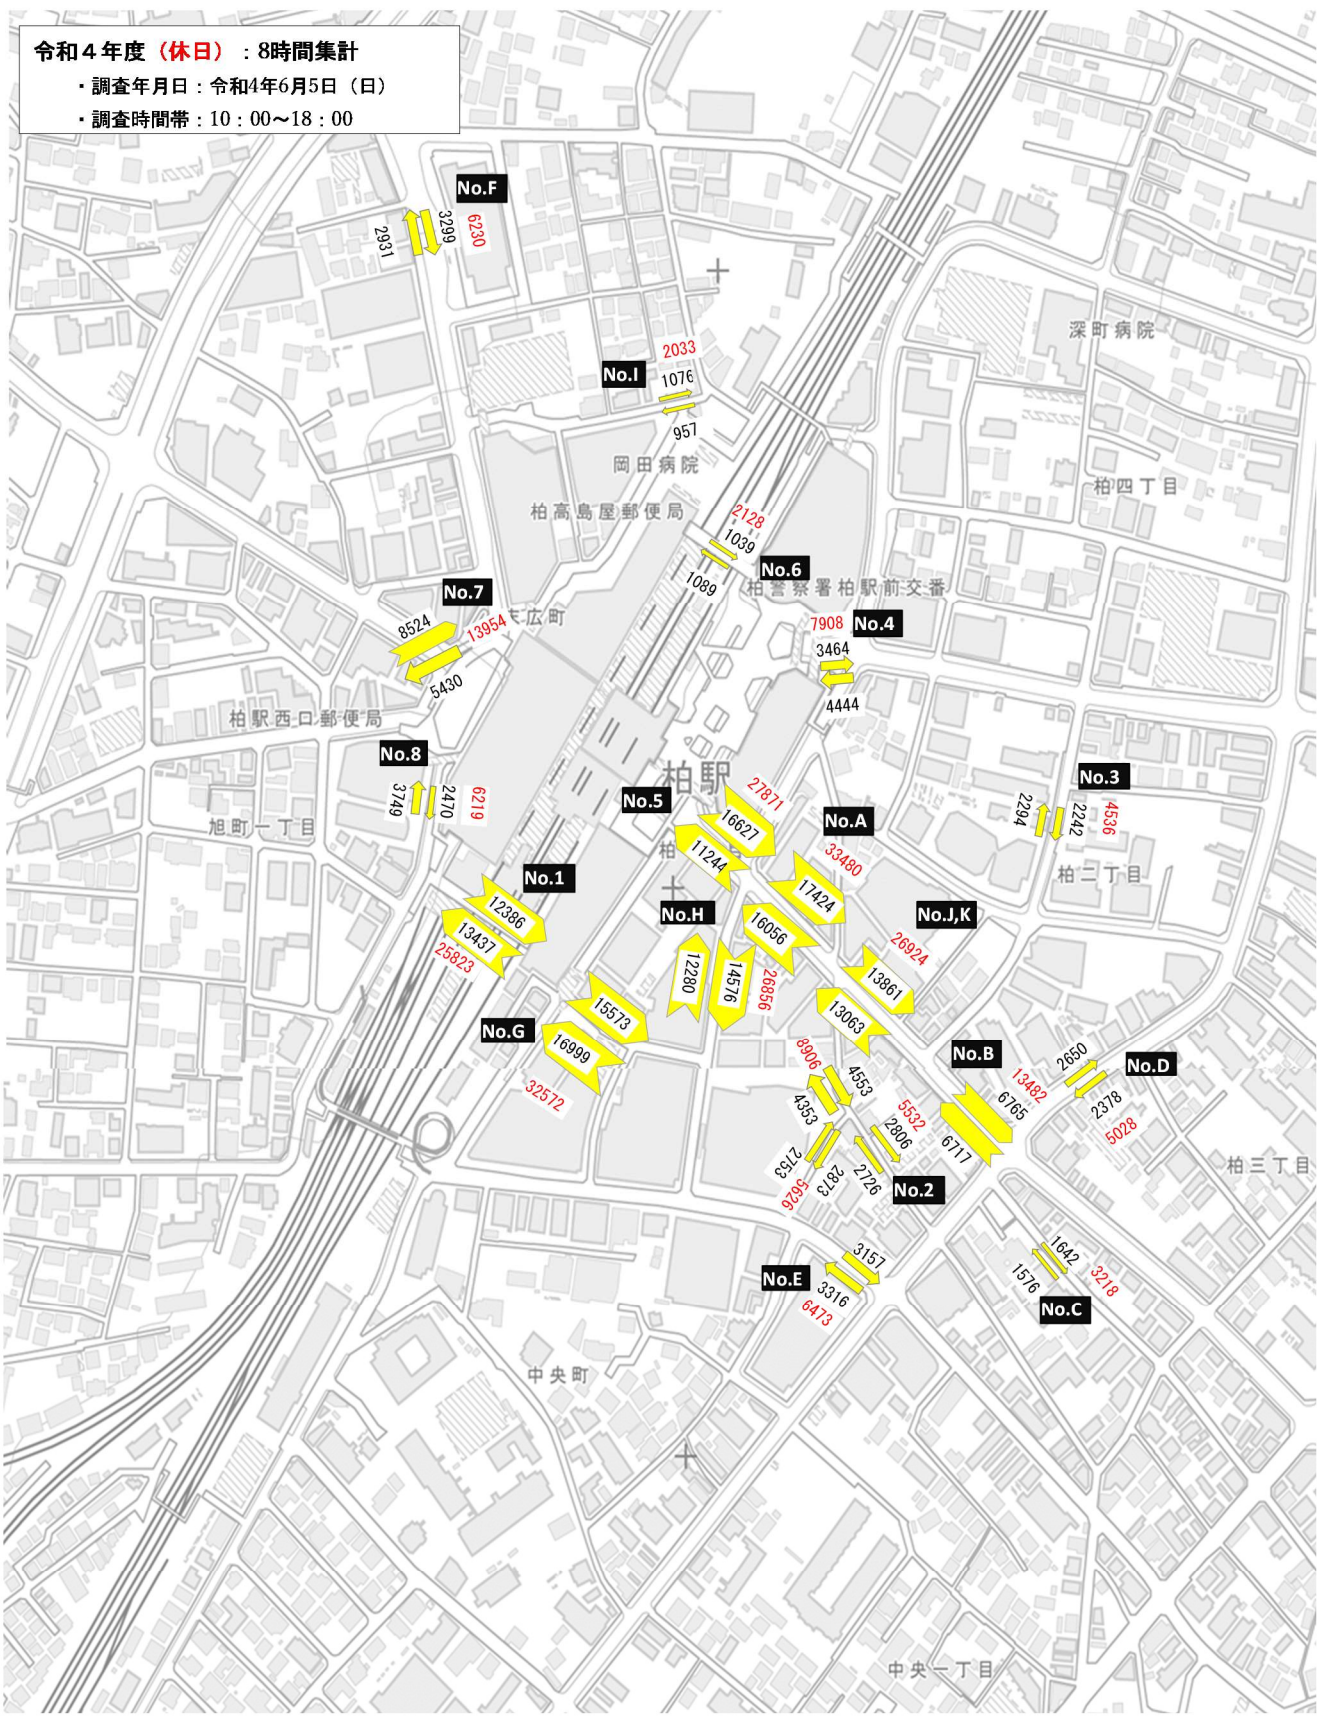 令和４年度（休日）：8時間集計
・調査年月日：令和4年6月5日（日）
・調査時間帯：10：00～18：00
No.F
3299
6230
2931
深町病院
2033
No.I
1076
957
岡田病院
柏四丁目
柏高島屋郵便局
2128
1039
No.6
1089
柏警察署柏駅前交番
No.7
末広町
8524
13954
5430
7908
No.4
3464
4444
柏駅西口郵便局
No.8
3749
2470
6219
旭町一丁目
柏駅
No.5
27871
16627
11244
柏
No.3
2294
2242
4536
柏二丁目
No.A
33480
17424
16056
No.1
12386
13437
25823
No.H
12280
14576
26856
No.J,K
26924
13861
13063
No.G
15573
16999
32572
No.B
13482
6765
6717
2650
No.D
2378
5028
8906
4553
4353
5532
2806
2726
No.2
2753
2873
5626
柏三丁目
No.E
3157
3316
6473
1642
1576
3218
No.C
中央町
中央一丁目